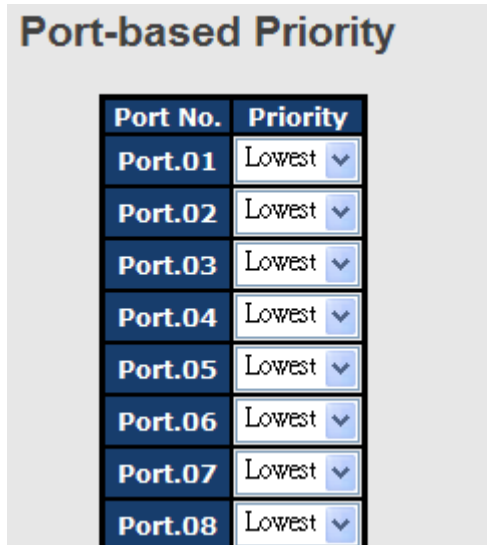 Port-based Priority
Port No. Priority
Port.01 Lowest
Port.02 Lowest
Port.03 Lowest
Port.04 Lowest
Port.05 Lowest
Port.06 Lowest
Port.07 Lowest
Port.08 Lowest